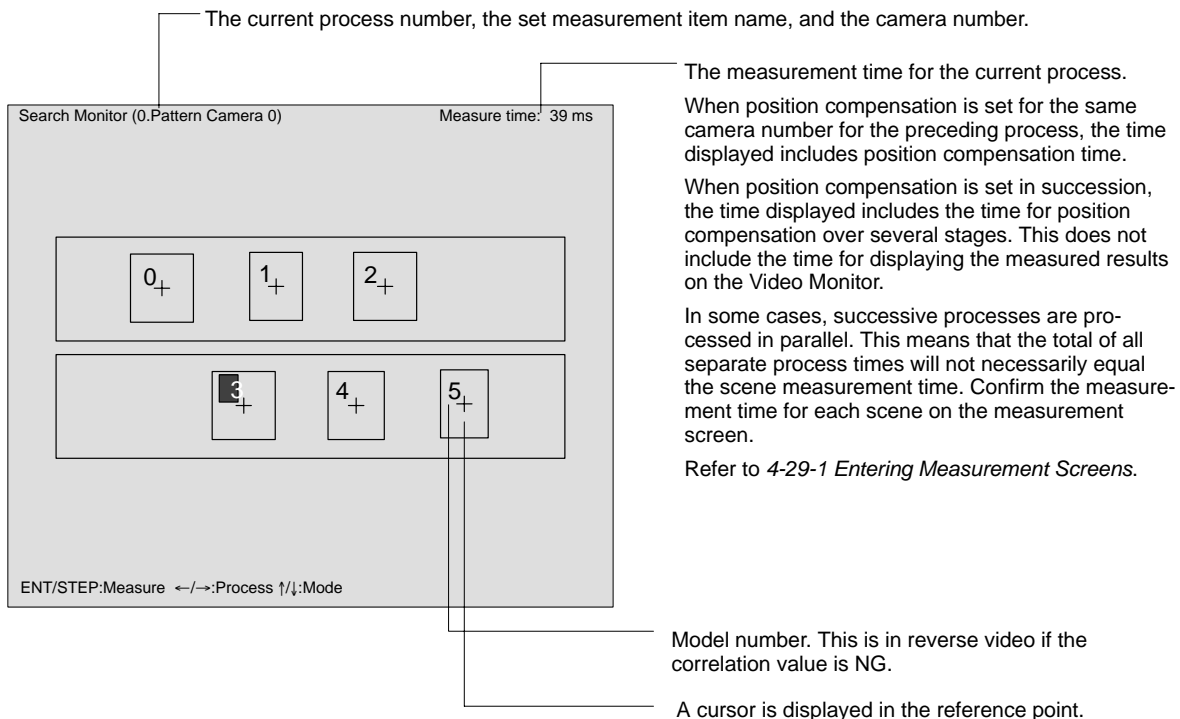 The current process number, the set measurement item name, and the camera number.
The measurement time for the current process.
When position compensation is set for the same
camera number for the preceding process, the time
displayed includes position compensation time.
When position compensation is set in succession,
the time displayed includes the time for position
compensation over several stages. This does not
include the time for displaying the measured results
on the Video Monitor.
In some cases, successive processes are pro-
cessed in parallel. This means that the total of all
separate process times will not necessarily equal
the scene measurement time. Confirm the measure-
ment time for each scene on the measurement
screen.
Refer to 4-29-1 Entering Measurement Screens.
Search Monitor (0.Pattern Camera 0)
Measure time: 39 ms
0
1
2
3
4
5
ENT/STEP:Measure ←/→:Process ↑/↓:Mode
Model number. This is in reverse video if the
correlation value is NG.
A cursor is displayed in the reference point.